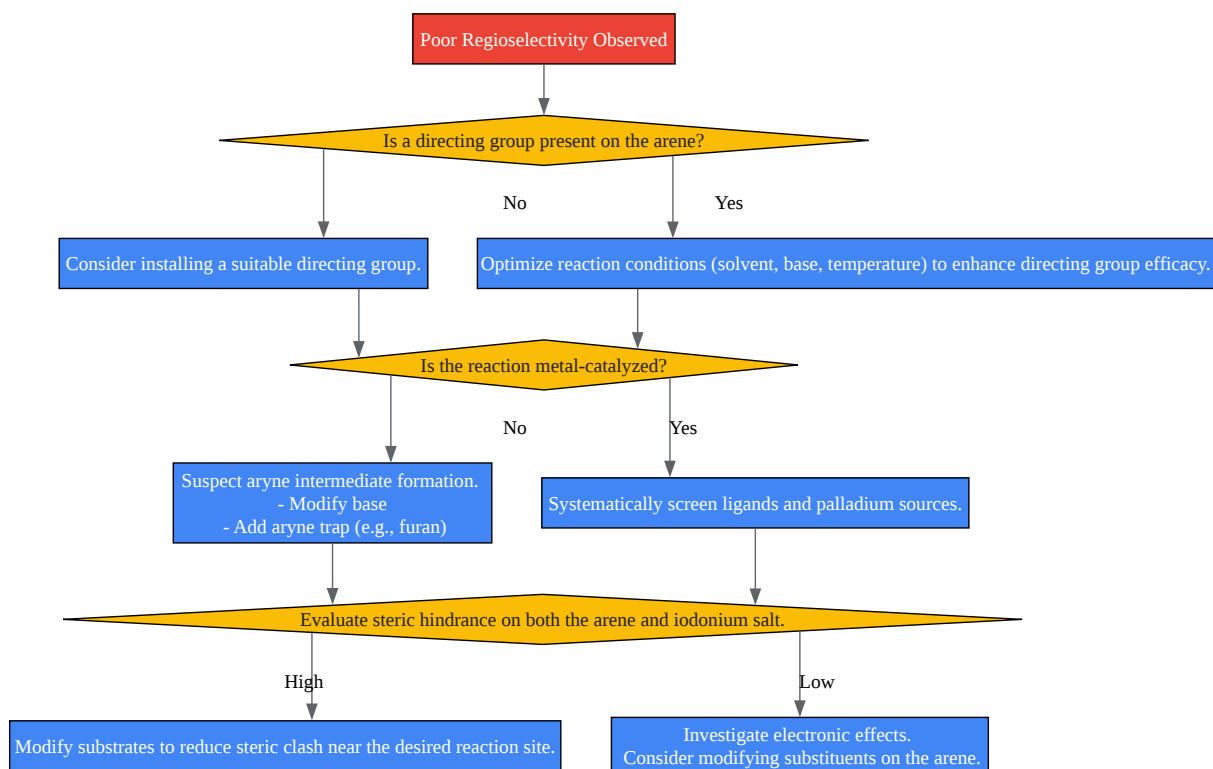 Poor Regioselectivity Observed
Is a directing group present on the arene?
No
Yes
Consider installing a suitable directing group.
Optimize reaction conditions (solvent, base, temperature) to enhance directing group efficacy.
Is the reaction metal-catalyzed?
No
Yes
Suspect aryne intermediate formation.
- Modify base
- Add aryne trap (e.g., furan)
Systematically screen ligands and palladium sources.
Evaluate steric hindrance on both the arene and iodonium salt.
High
Low
Modify substrates to reduce steric clash near the desired reaction site.
Investigate electronic effects.
Consider modifying substituents on the arene.